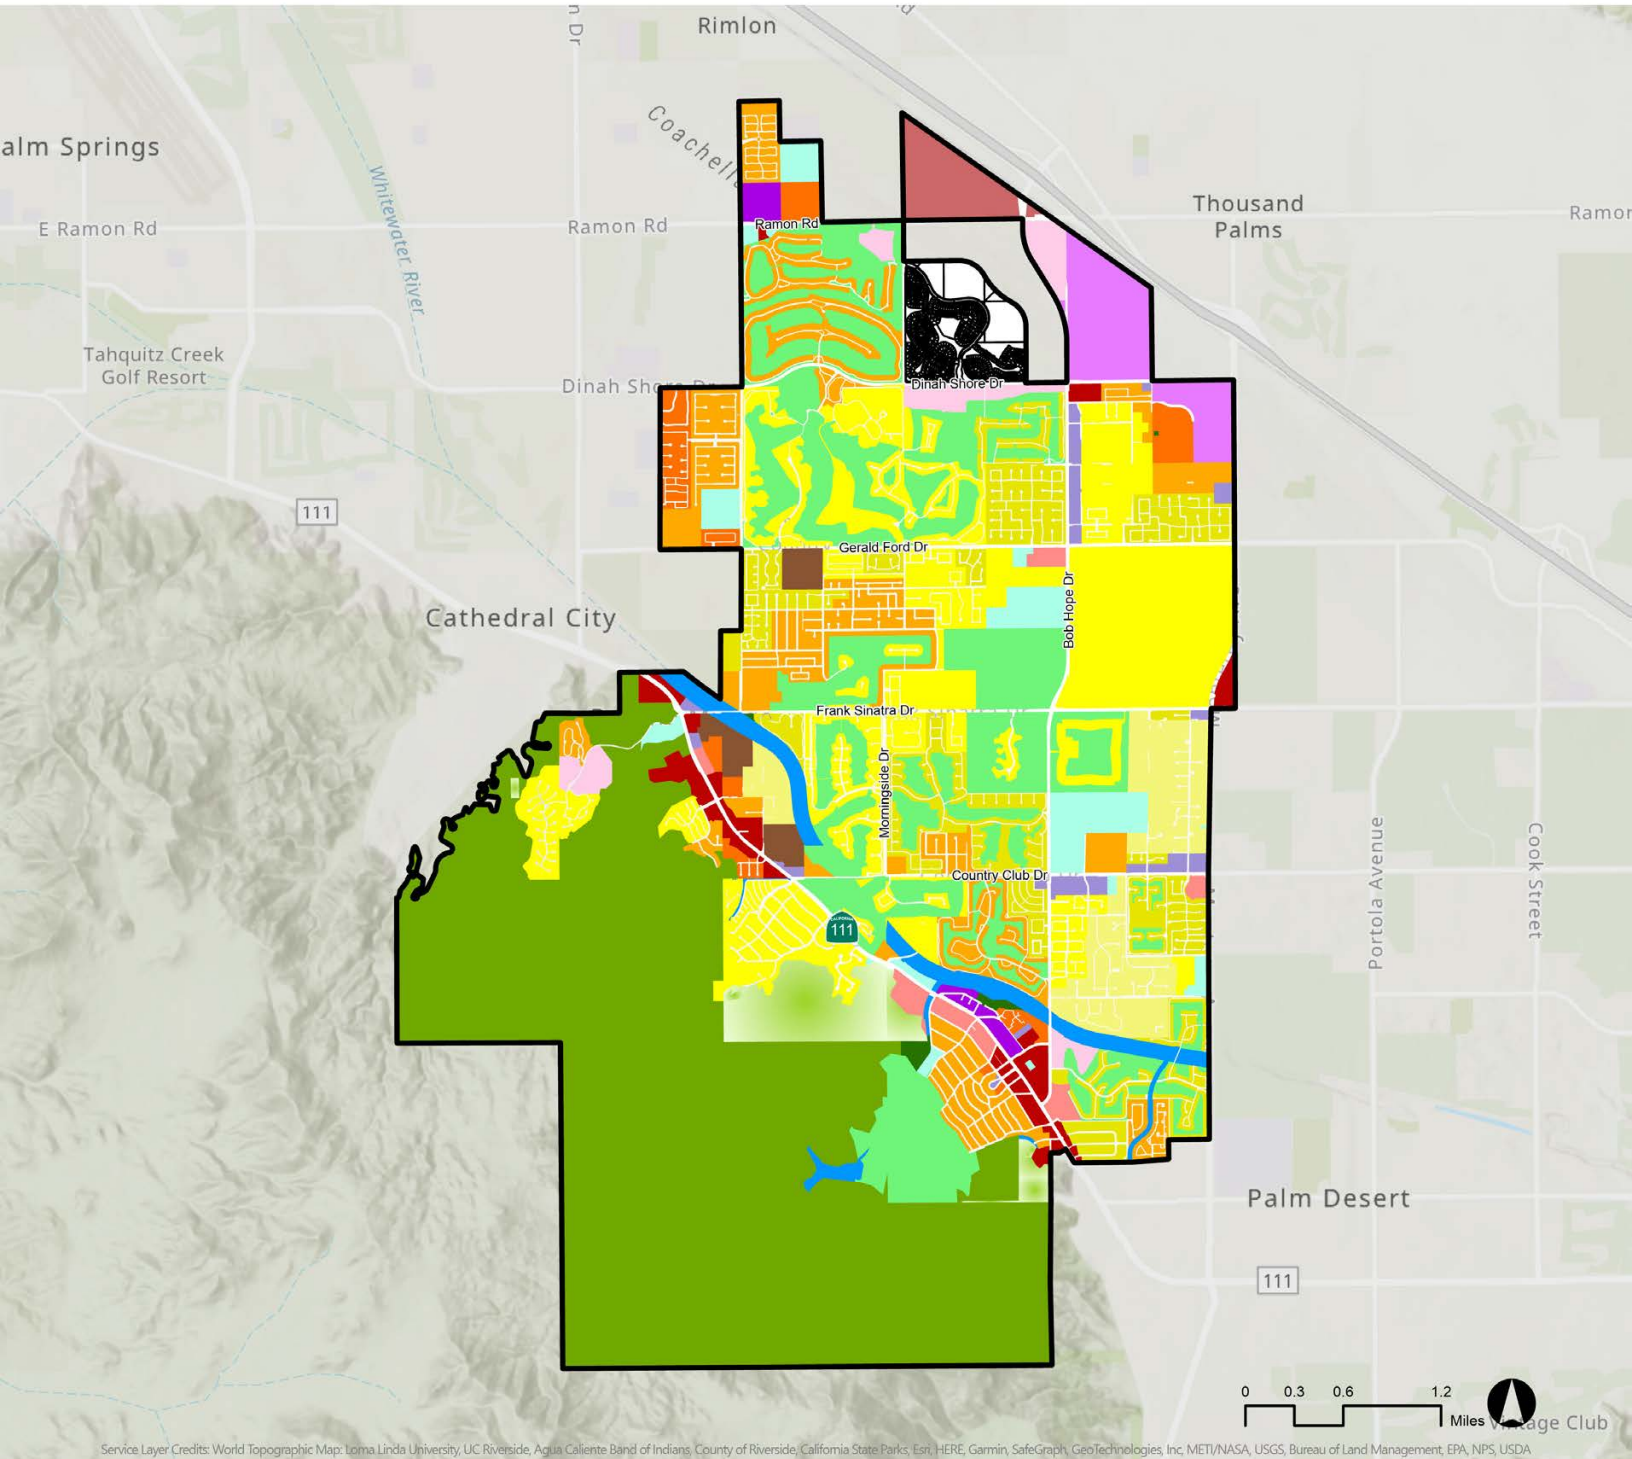 n Dr
Rimlon
alm Springs
Coachell
Whitewater River
E Ramon Rd
Ramon Rd
Ramon Rd
Thousand
Palms
Ramon
Tahquitz Creek
Golf Resort
Dinah Shore Dr
Dinah Shore Dr
111
Gerald Ford Dr
Cathedral City
Bob Hope Dr
Frank Sinatra Dr
Morningside Dr
Country Club Dr
CALIFORNIA
111
Portola Avenue
Cook Street
Palm Desert
111
0 0.3 0.6 1.2
Miles
Vintage Club
Service Layer Credits: World Topographic Map: Loma Linda University, UC Riverside, Agua Caliente Band of Indians, County of Riverside, California State Parks, Esri, HERE, Garmin, SafeGraph, GeoTechnologies, Inc, METI/NASA, USGS, Bureau of Land Management, EPA, NPS, USDA